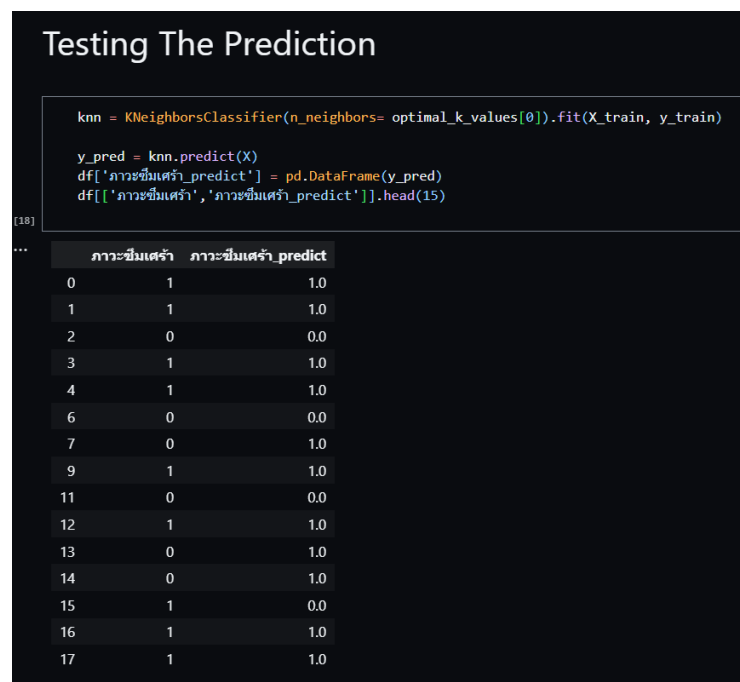 Testing The Prediction
knn = KNeighborsClassifier(n_neighbors= optimal_k_values[0]).fit(X_train, y_train)
y_pred = knn.predict(X)
df['ภาวะซึมเศร้า_predict'] = pd.DataFrame(y_pred)
df[['ภาวะซึมเศร้า','ภาวะซึมเศร้า_predict']].head(15)
[18]
...
ภาวะซึมเศร้า ภาวะซึมเศร้า_predict
0 1 1.0
1 1 1.0
2 0 0.0
3 1 1.0
4 1 1.0
6 0 0.0
7 0 1.0
9 1 1.0
11 0 0.0
12 1 1.0
13 0 1.0
14 0 1.0
15 1 0.0
16 1 1.0
17 1 1.0